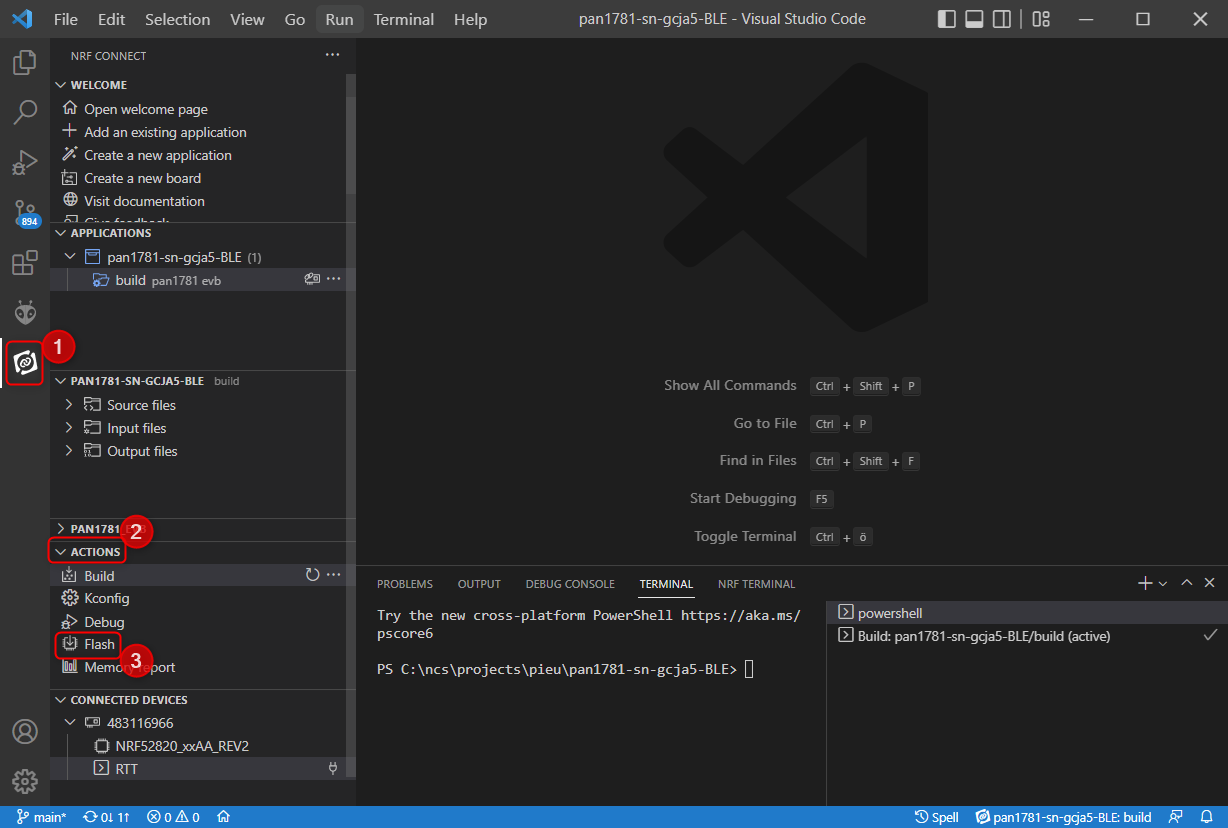 File Edit Selection View Go Run Terminal Help
pan1781-sn-gcja5-BLE - Visual Studio Code
NRF CONNECT
WELCOME
Open welcome page
Add an existing application
Create a new application
Create a new board
Visit documentation
Give feedback
894
APPLICATIONS
pan1781-sn-gcja5-BLE (1)
build pan1781 evb
1
PAN1781-SN-GCJA5-BLE build
Source files
Input files
Output files
PAN1781
2
ACTIONS
Build
Kconfig
Debug
Flash
3
Memory report
CONNECTED DEVICES
483116966
NRF52820_xxAA_REV2
RTT
Show All Commands Ctrl + Shift + P
Go to File Ctrl + P
Find in Files Ctrl + Shift + F
Start Debugging F5
Toggle Terminal Ctrl + ö
PROBLEMS OUTPUT DEBUG CONSOLE TERMINAL NRF TERMINAL
Try the new cross-platform PowerShell https://aka.ms/
pscore6
PS C:\ncs\projects\pieu\pan1781-sn-gcja5-BLE>
powershell
Build: pan1781-sn-gcja5-BLE/build (active)
main* 0↓ 1↑ 0 0
Spell pan1781-sn-gcja5-BLE: build